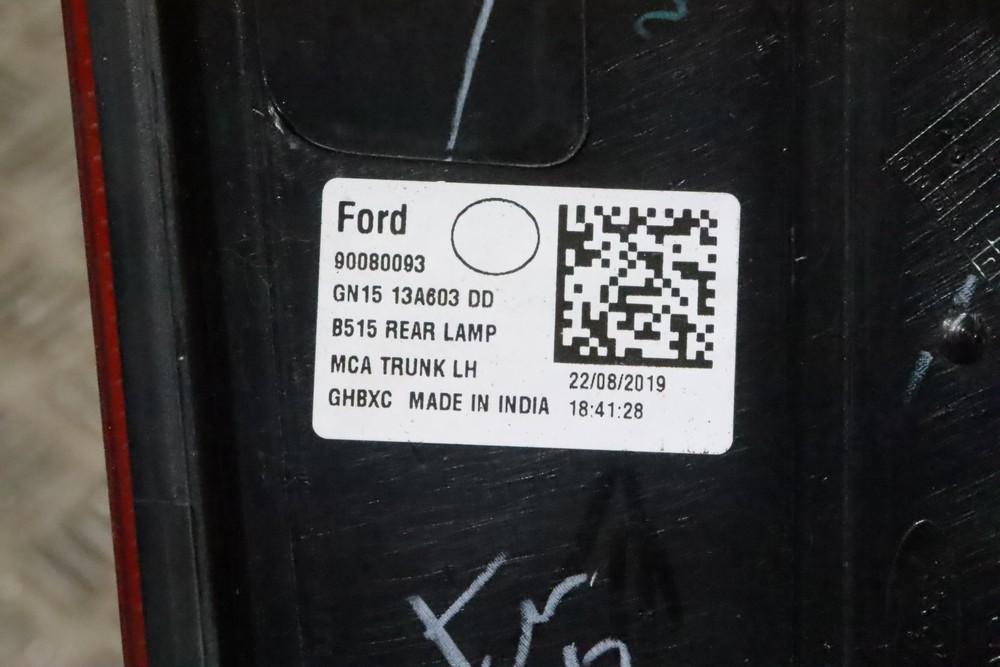 Ford
90080093
GN15 13A603 DD
B515 REAR LAMP
MCA TRUNK LH
GHBXC MADE IN INDIA
22/08/2019
18:41:28